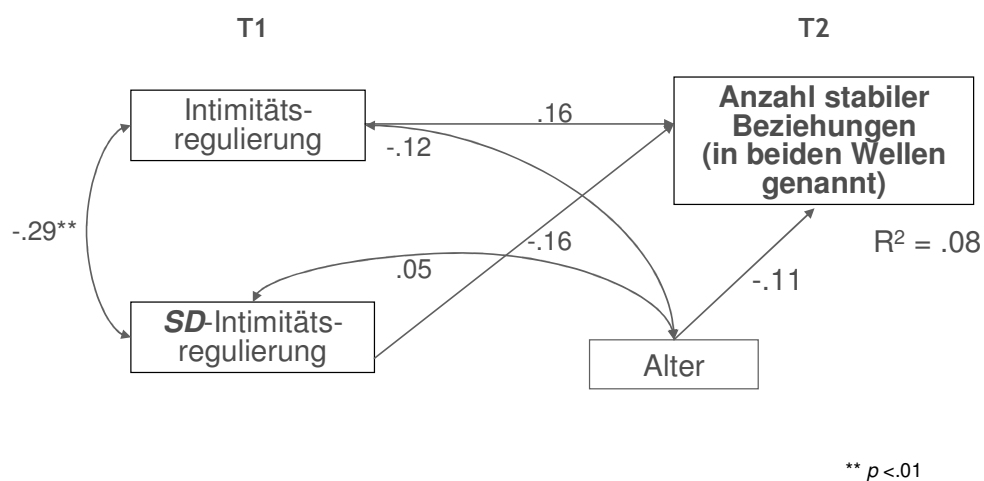 T1
T2
Intimitäts-
regulierung
Anzahl stabiler
Beziehungen
(in beiden Wellen
genannt)
.16
-.12
-.29**
-.16
R² = .08
.05
-.11
SD-Intimitäts-
regulierung
Alter
** p <.01